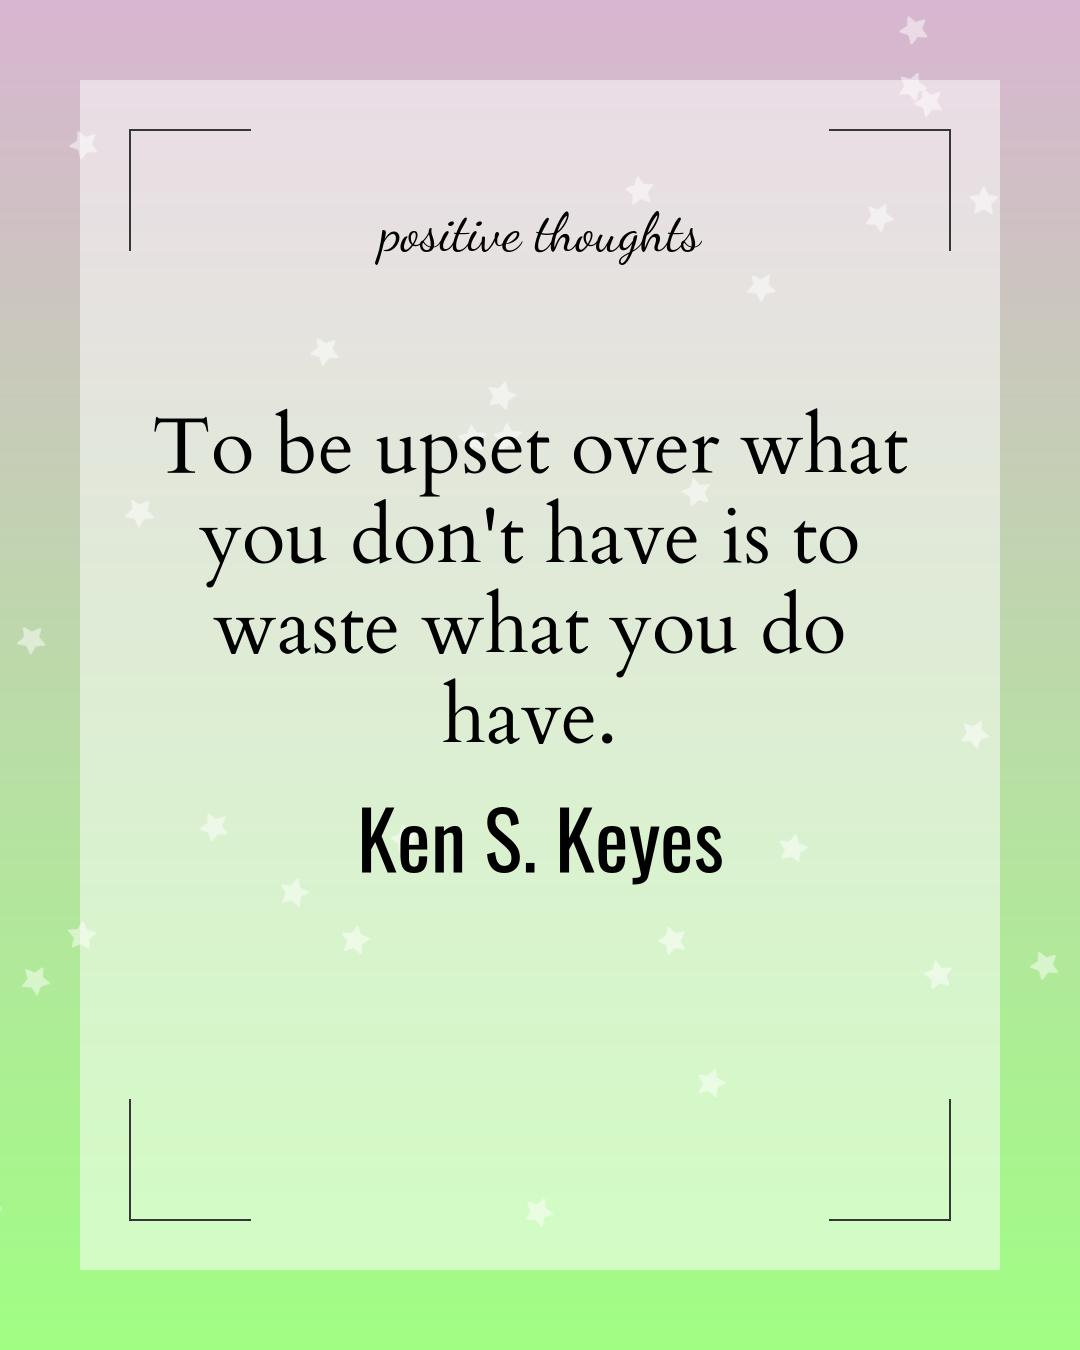 positive thoughts
To be upset over what
you don't have is to
waste what you do
have.
Ken S. Keyes